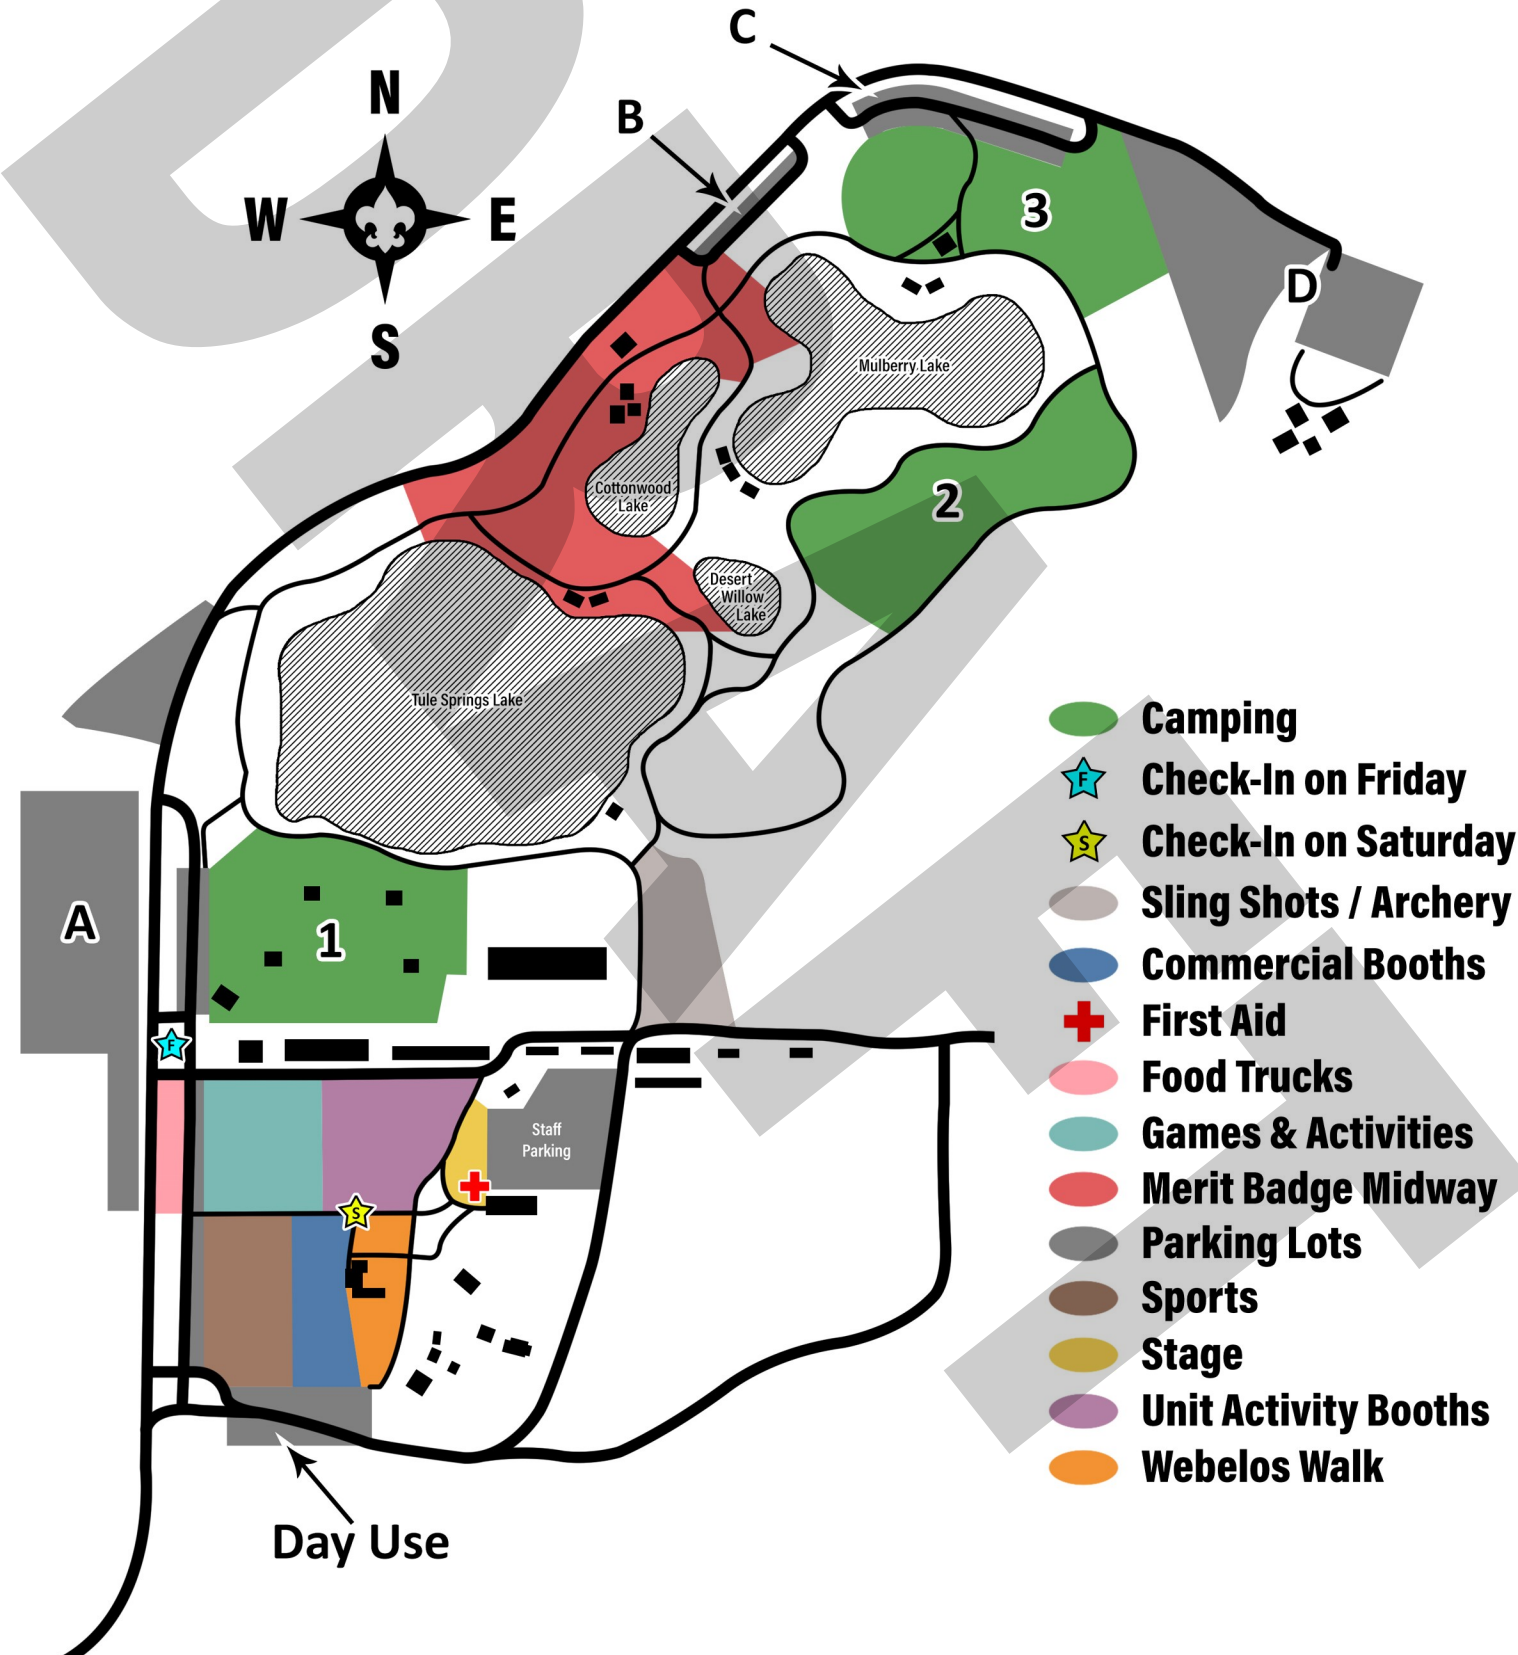 C
B
N
W
E
S
3
D
Mulberry Lake
2
Cottonwood
Lake
Desert
Willow
Lake
Tule Springs Lake
A
1
F
Staff
Parking
S
Day Use
Camping
F
Check-In on Friday
S
Check-In on Saturday
Sling Shots / Archery
Commercial Booths
First Aid
Food Trucks
Games & Activities
Merit Badge Midway
Parking Lots
Sports
Stage
Unit Activity Booths
Webelos Walk
DRAFT